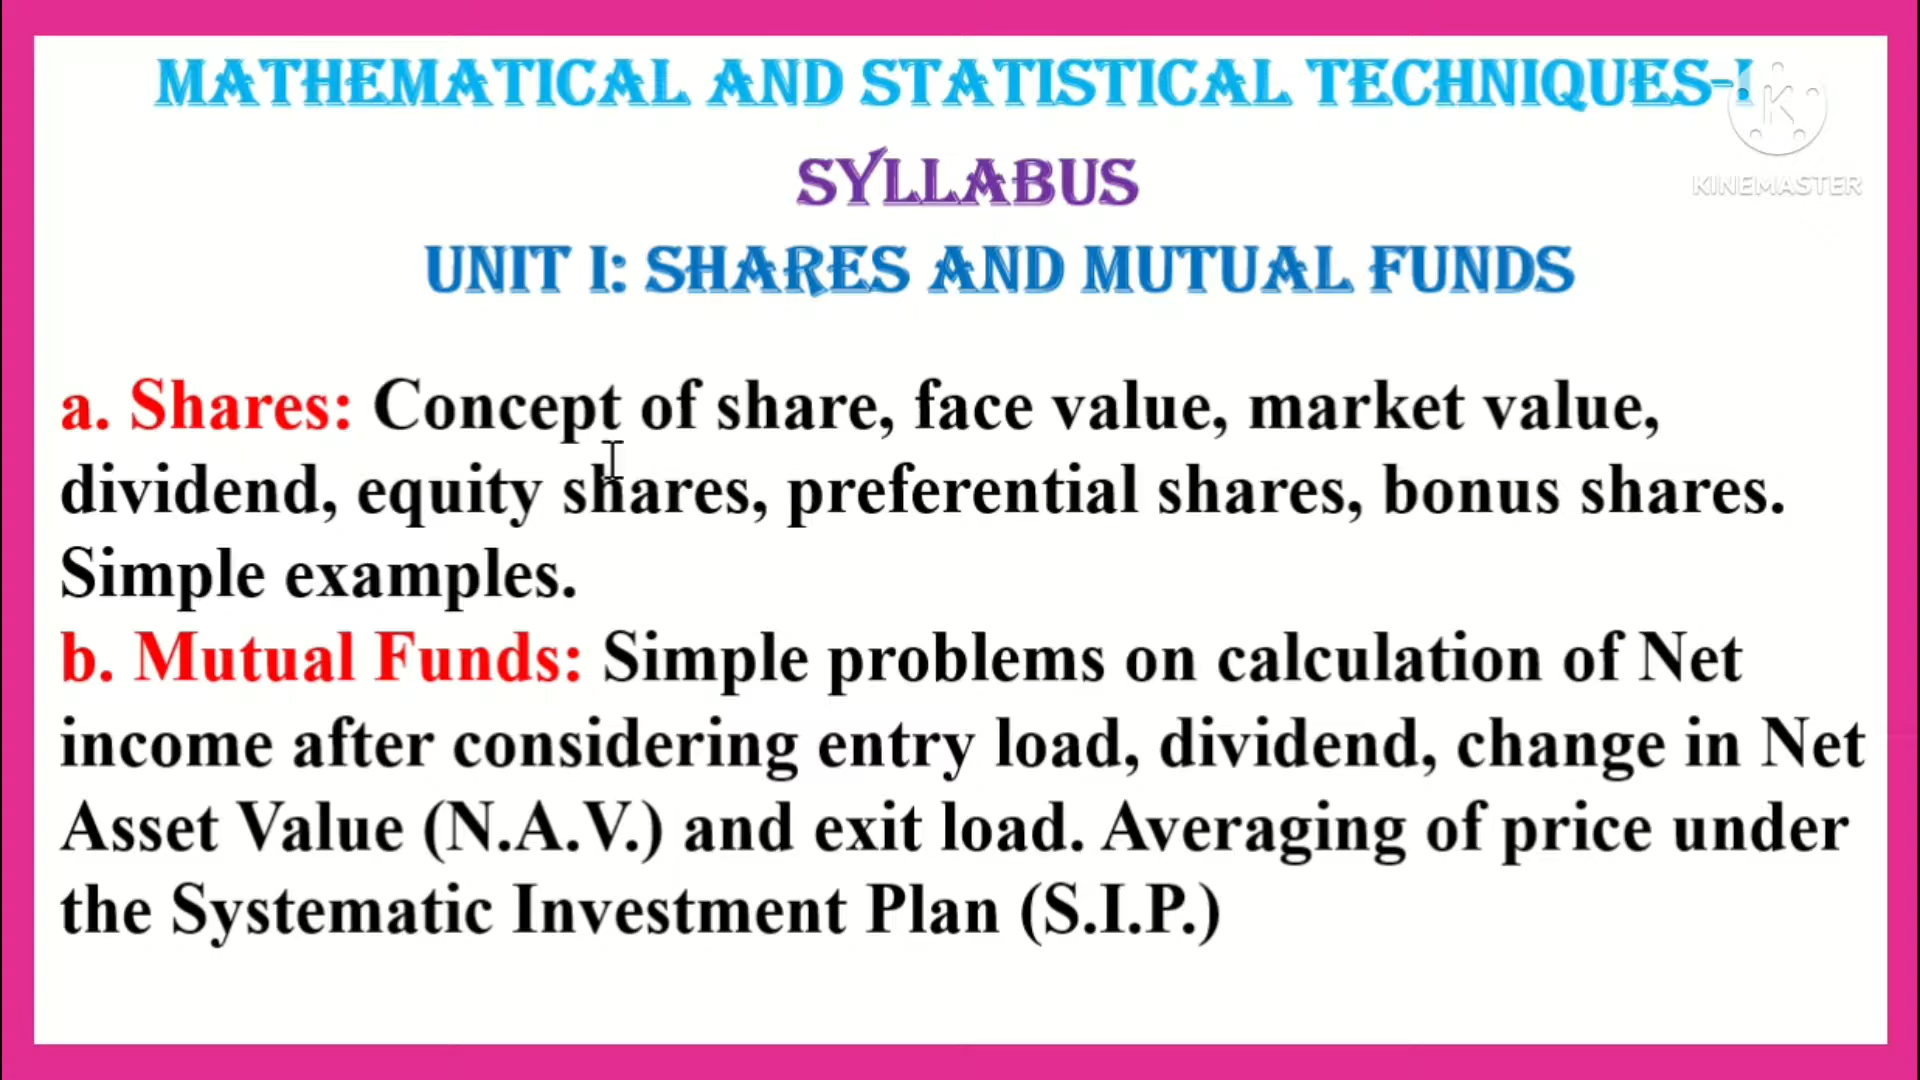 MATHEMATICAL AND STATISTICAL TECHNIQUES-I
KINEMASTER
SYLLABUS
UNIT I: SHARES AND MUTUAL FUNDS
a. Shares: Concept of share, face value, market value,
dividend, equity shares, preferential shares, bonus shares.
Simple examples.
b. Mutual Funds: Simple problems on calculation of Net
income after considering entry load, dividend, change in Net
Asset Value (N.A.V.) and exit load. Averaging of price under
the Systematic Investment Plan (S.I.P.)